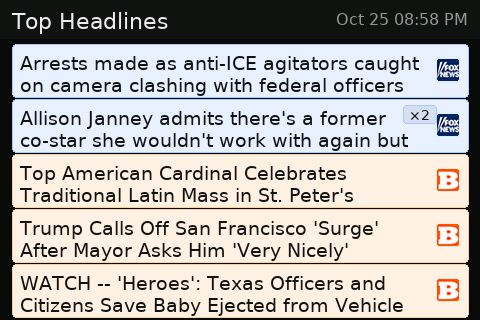 Top Headlines
Oct 25 08:58 PM
Arrests made as anti-ICE agitators caught
on camera clashing with federal officers
FOX
NEWS
Allison Janney admits there's a former
×2
co-star she wouldn't work with again but
FOX
NEWS
Top American Cardinal Celebrates
Traditional Latin Mass in St. Peter's
B
Trump Calls Off San Francisco 'Surge'
After Mayor Asks Him 'Very Nicely'
B
WATCH -- 'Heroes': Texas Officers and
Citizens Save Baby Ejected from Vehicle
B